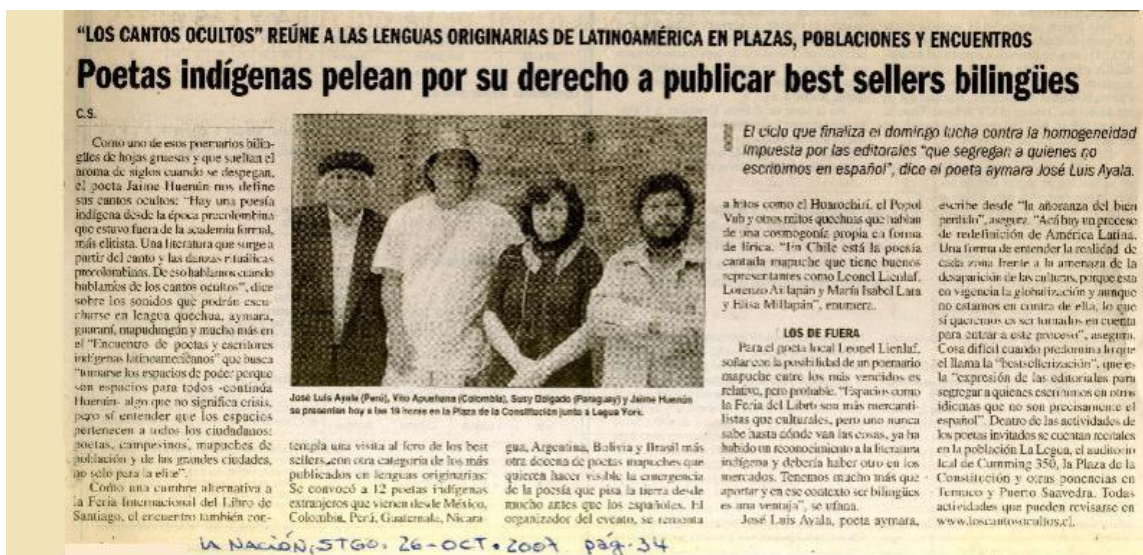 "LOS CANTOS OCULTOS" REÚNE A LAS LENGUAS ORIGINARIAS DE LATINOAMÉRICA EN PLAZAS, POBLACIONES Y ENCUENTROS
Poetas indígenas pelean por su derecho a publicar best sellers bilingües
C.S.
Como uno de esos poemarios bilin-
gües de hojas gruesas y que sueltan el
aroma de siglos cuando se despegan,
el poeta Jaime Huenún nos define
sus cantos ocultos: "Hay una poesía
indígena desde la época precolombina
que estuvo fuera de la academia formal,
más elitista. Una literatura que surge a
partir del canto y las danzas ritualíticas
precolombinas. De eso hablamos cuando
hablamos de los cantos ocultos", dice
sobre los sonidos que podrán escu-
charse en lengua quechua, aymara,
guaraní, mapudungún y mucho más en
el "Encuentro de poetas y escritores
indígenas latinoamericanos" que busca
"tomarse los espacios de poder porque
son espacios para todos -continúa
Huenún- algo que no significa crisis,
pero sí entender que los espacios
pertenecen a todos los ciudadanos:
poetas, campesinos, mapuches de
población y de las grandes ciudades,
no solo para la elite".
Como una cumbre alternativa a
la Feria Internacional del Libro de
Santiago, el encuentro también con-
José Luis Ayala (Perú), Vito Apushana (Colombia), Susy Delgado (Paraguay) y Jaime Huenún
se presentan hoy a las 19 horas en la Plaza de la Constitución junto a Legua York.
templa una visita al foro de los best
sellers con otra categoría de los más
publicados en lenguas originarias:
Se convocó a 12 poetas indígenas
extranjeros que vienen desde México,
Colombia, Perú, Guatemala, Nicara-
gua, Argentina, Bolivia y Brasil más
otra decena de poetas mapuches que
quieren hacer visible la emergencia
de la poesía que pisa la tierra desde
mucho antes que los españoles. El
organizador del evento, se remonta
El ciclo que finaliza el domingo lucha contra la homogeneidad
impuesta por las editoriales "que segregan a quienes no
escribimos en español", dice el poeta aymara José Luis Ayala.
a hitos como el Huarochirí, el Popol
Vuh y otros mitos quechuas que hablan
de una cosmogonía propia en forma
de lírica. "En Chile está la poesía
cantada mapuche que tiene buenos
representantes como Leonel Lienlaf,
Lorenzo Aillapán y María Isabel Lara
y Elisa Millapán", enumera.
LOS DE FUERA
Para el poeta local Leonel Lienlaf,
soñar con la posibilidad de un poemario
mapuche entre los más vendidos es
relativo, pero probable. "Espacios como
la Feria del Libro son más mercanti-
listas que culturales, pero uno nunca
sabe hasta dónde van las cosas, ya ha
habido un reconocimiento a la literatura
indígena y debería haber otro en los
mercados. Tenemos mucho más que
aportar y en ese contexto ser bilingües
es una ventaja", se ufana.
José Luis Ayala, poeta aymara,
escribe desde "la añoranza del bien
perdido", asegura. "Acá hay un proceso
de redefinición de América Latina.
Una forma de entender la realidad de
cada zona frente a la amenaza de la
desaparición de las culturas, porque esta
en vigencia la globalización y aunque
no estamos en contra de ella, lo que
sí queremos es ser tomados en cuenta
para entrar a este proceso", asegura.
Cosa difícil cuando predomina lo que
el llama la "bestsellerización", que es
la "expresión de las editoriales para
segregar a quienes escribimos en otros
idiomas que no son precisamente el
español". Dentro de las actividades de
los poetas invitados se cuentan recitales
en la población La Legua, el auditorio
Ical de Cumming 350, la Plaza de la
Constitución y otras ponencias en
Temuco y Puerto Saavedra. Todas
actividades que pueden revisarse en
www.loscantosocultos.cl.
LA NACIÓN, STGO. 26-OCT. 2007 pág. 34